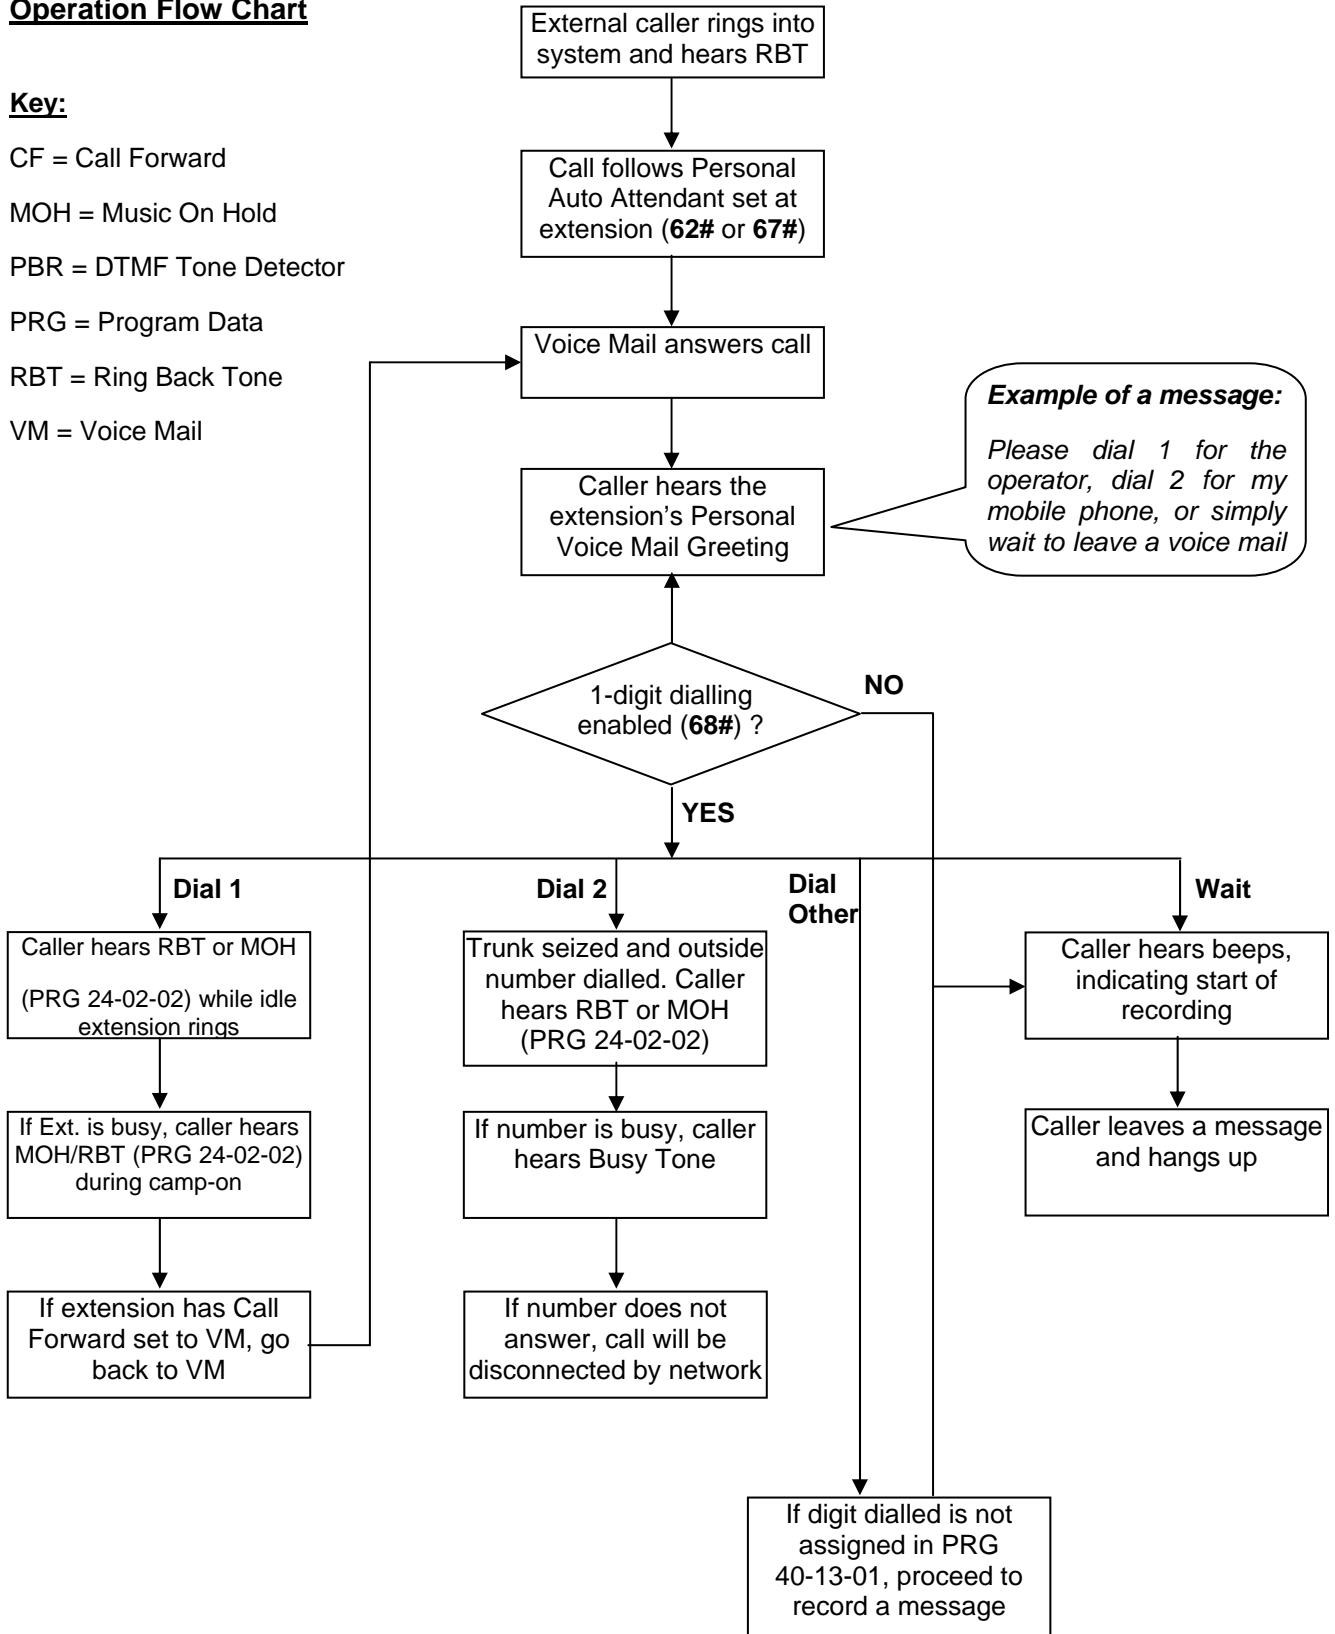 Operation Flow Chart
External caller rings into
system and hears RBT
Key:
CF = Call Forward
MOH = Music On Hold
PBR = DTMF Tone Detector
PRG = Program Data
RBT = Ring Back Tone
VM = Voice Mail
Call follows Personal
Auto Attendant set at
extension (62# or 67#)
Voice Mail answers call
Example of a message:
Please dial 1 for the
operator, dial 2 for my
mobile phone, or simply
wait to leave a voice mail
Caller hears the
extension’s Personal
Voice Mail Greeting
1-digit dialling
enabled (68#) ?
NO
YES
Dial 1
Dial 2
Dial
Other
Wait
Caller hears RBT or MOH
(PRG 24-02-02) while idle
extension rings
Trunk seized and outside
number dialled. Caller
hears RBT or MOH
(PRG 24-02-02)
Caller hears beeps,
indicating start of
recording
If Ext. is busy, caller hears
MOH/RBT (PRG 24-02-02)
during camp-on
If number is busy, caller
hears Busy Tone
Caller leaves a message
and hangs up
If extension has Call
Forward set to VM, go
back to VM
If number does not
answer, call will be
disconnected by network
If digit dialled is not
assigned in PRG
40-13-01, proceed to
record a message